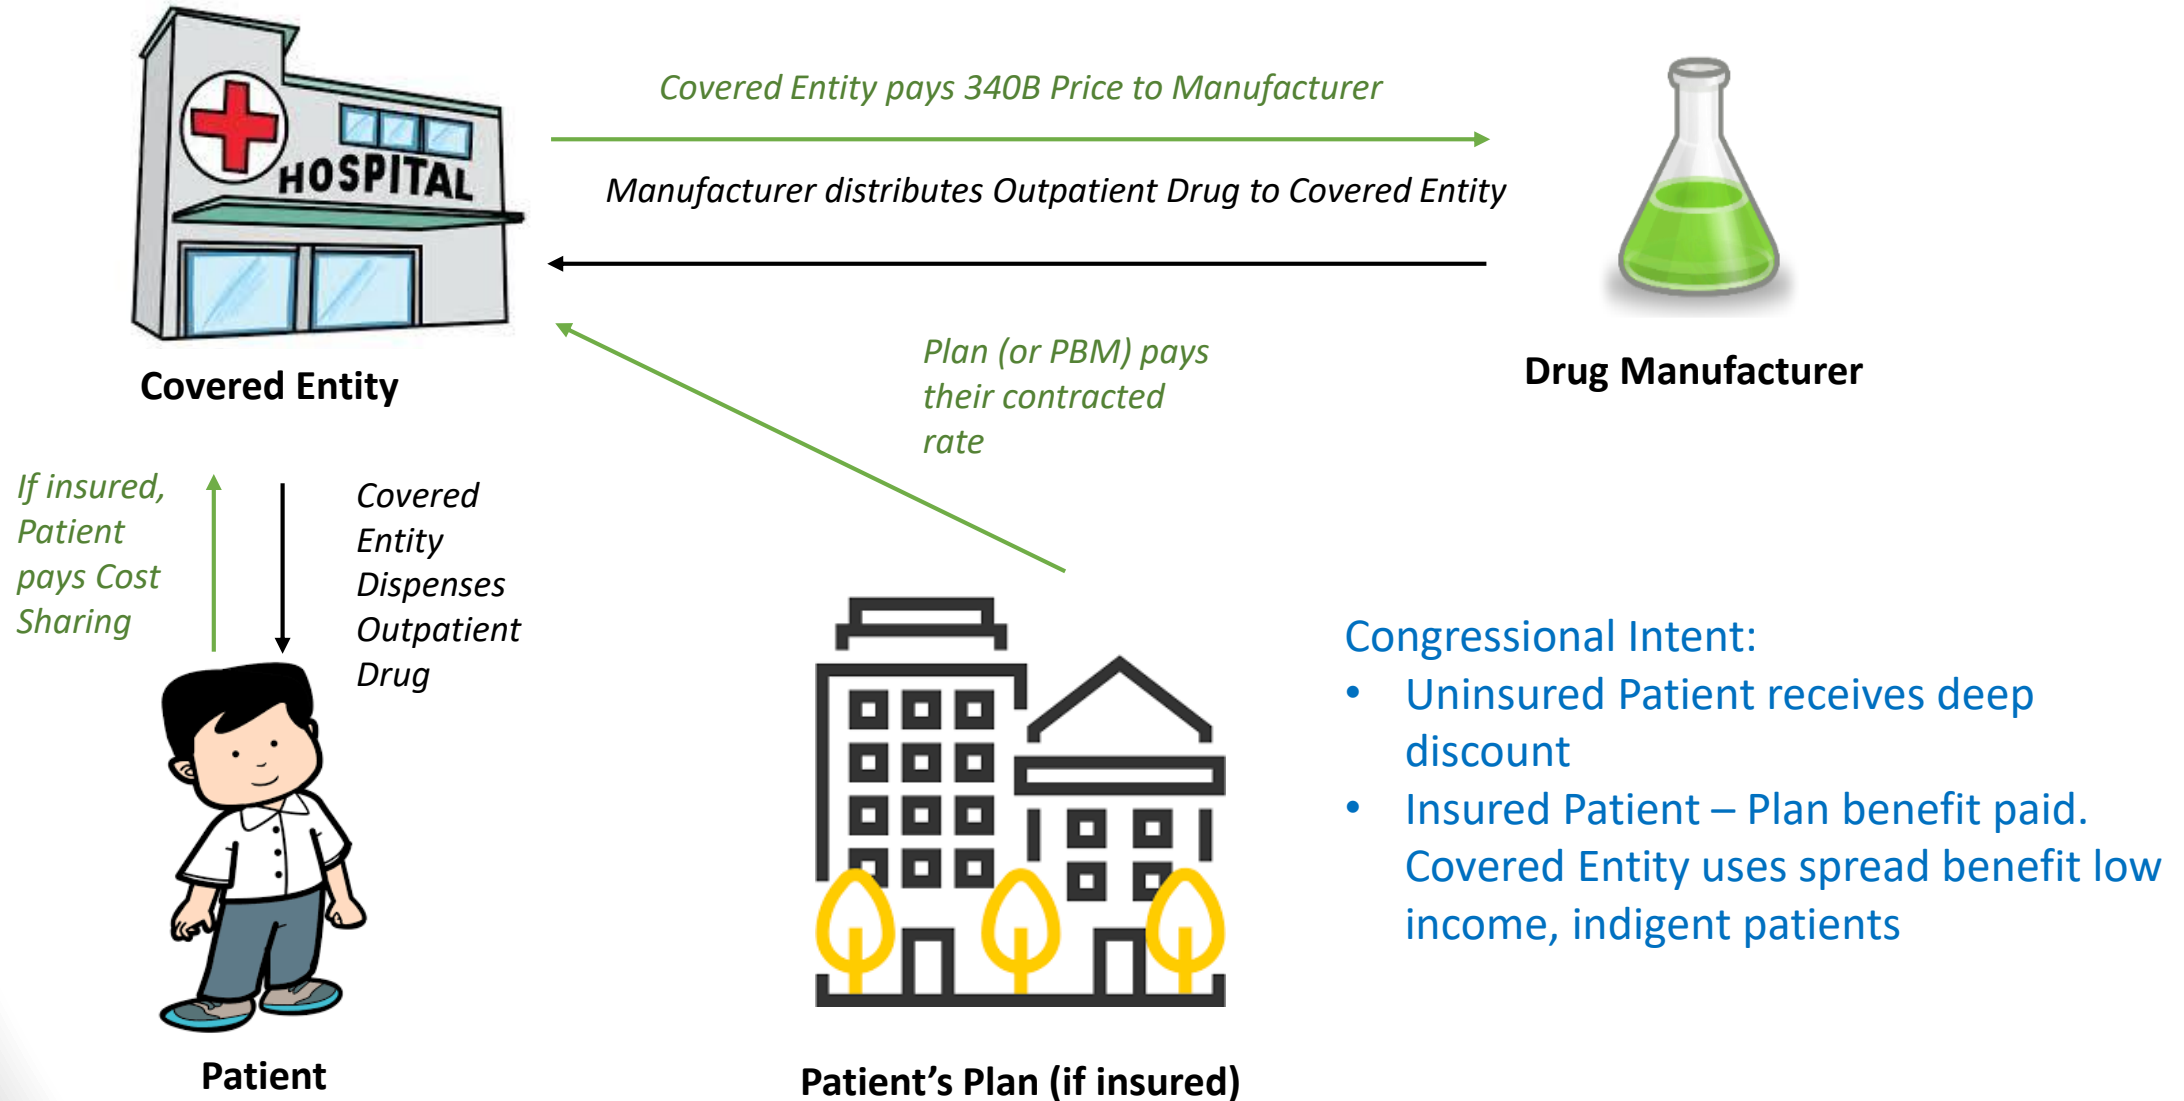 HOSPITAL
Covered Entity pays 340B Price to Manufacturer
Manufacturer distributes Outpatient Drug to Covered Entity
Covered Entity
Drug Manufacturer
Plan (or PBM) pays
their contracted
rate
If insured,
Patient
pays Cost
Sharing
Covered
Entity
Dispenses
Outpatient
Drug
Congressional Intent:
• Uninsured Patient receives deep
discount
• Insured Patient – Plan benefit paid.
Covered Entity uses spread benefit low
income, indigent patients
Patient
Patient’s Plan (if insured)